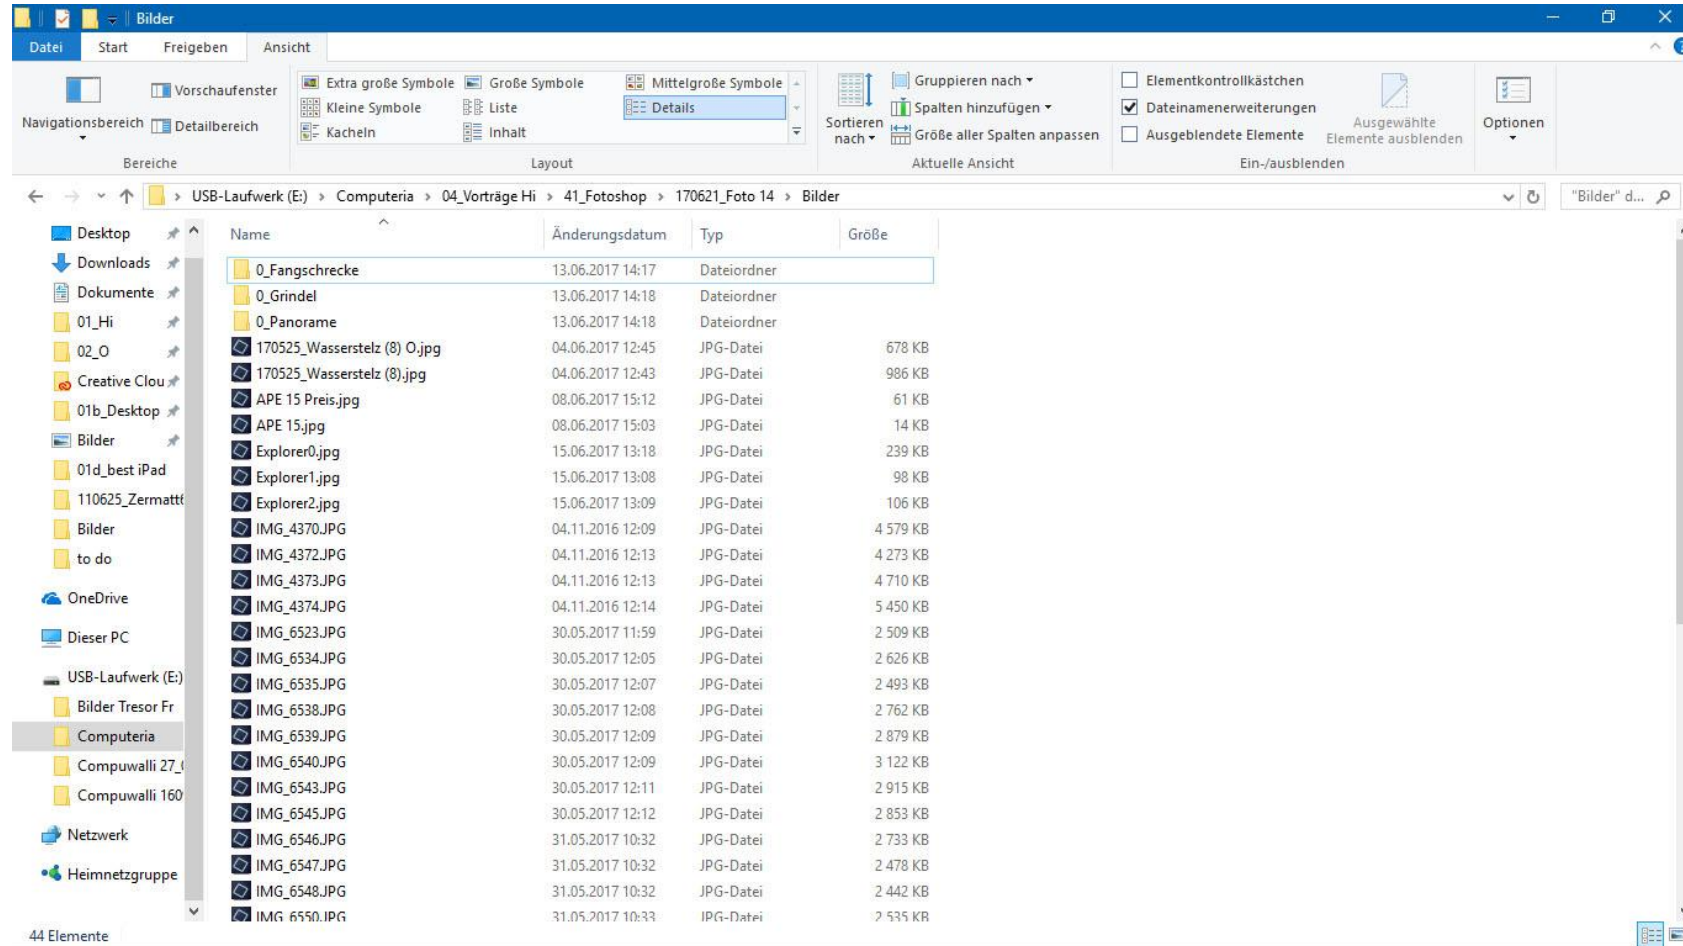 Bilder
Datei Start Freigeben Ansicht
Navigationsbereich Vorschaufenster Detailbereich
Extra große Symbole Große Symbole Mittelgroße Symbole
Kleine Symbole Liste Details
Kacheln Inhalt
Sortieren nach Gruppieren nach
Spalten hinzufügen
Größe aller Spalten anpassen
Elementkontrollkästchen
Dateinamenerweiterungen
Ausgeblendete Elemente
Ausgewählte Elemente ausblenden
Optionen
Bereiche Layout Aktuelle Ansicht Ein-/ausblenden
USB-Laufwerk (E:) > Computeria > 04_Vorträge Hi > 41_Fotoshop > 170621_Foto 14 > Bilder "Bilder" d...
Desktop
Downloads
Dokumente
01_Hi
02_O
Creative Clou
01b_Desktop
Bilder
01d_best iPad
110625_Zermatt6
Bilder
to do
OneDrive
Dieser PC
USB-Laufwerk (E:)
Bilder Tresor Fr
Computeria
Compuwalli 27_
Compuwalli 160
Netzwerk
Heimnetzgruppe
Name Änderungsdatum Typ Größe
0_Fangschrecke 13.06.2017 14:17 Dateiordner
0_Grindel 13.06.2017 14:18 Dateiordner
0_Panorame 13.06.2017 14:18 Dateiordner
170525_Wasserstelz (8) O.jpg 04.06.2017 12:45 JPG-Datei 678 KB
170525_Wasserstelz (8).jpg 04.06.2017 12:43 JPG-Datei 986 KB
APE 15 Preis.jpg 08.06.2017 15:12 JPG-Datei 61 KB
APE 15.jpg 08.06.2017 15:03 JPG-Datei 14 KB
Explorer0.jpg 15.06.2017 13:18 JPG-Datei 239 KB
Explorer1.jpg 15.06.2017 13:08 JPG-Datei 98 KB
Explorer2.jpg 15.06.2017 13:09 JPG-Datei 106 KB
IMG_4370.JPG 04.11.2016 12:09 JPG-Datei 4 579 KB
IMG_4372.JPG 04.11.2016 12:13 JPG-Datei 4 273 KB
IMG_4373.JPG 04.11.2016 12:13 JPG-Datei 4 710 KB
IMG_4374.JPG 04.11.2016 12:14 JPG-Datei 5 450 KB
IMG_6523.JPG 30.05.2017 11:59 JPG-Datei 2 509 KB
IMG_6534.JPG 30.05.2017 12:05 JPG-Datei 2 626 KB
IMG_6535.JPG 30.05.2017 12:07 JPG-Datei 2 493 KB
IMG_6538.JPG 30.05.2017 12:08 JPG-Datei 2 762 KB
IMG_6539.JPG 30.05.2017 12:09 JPG-Datei 2 879 KB
IMG_6540.JPG 30.05.2017 12:09 JPG-Datei 3 122 KB
IMG_6543.JPG 30.05.2017 12:11 JPG-Datei 2 915 KB
IMG_6545.JPG 30.05.2017 12:12 JPG-Datei 2 853 KB
IMG_6546.JPG 31.05.2017 10:32 JPG-Datei 2 733 KB
IMG_6547.JPG 31.05.2017 10:32 JPG-Datei 2 478 KB
IMG_6548.JPG 31.05.2017 10:32 JPG-Datei 2 442 KB
IMG_6550.JPG 31.05.2017 10:33 JPG-Datei 2 535 KB
44 Elemente